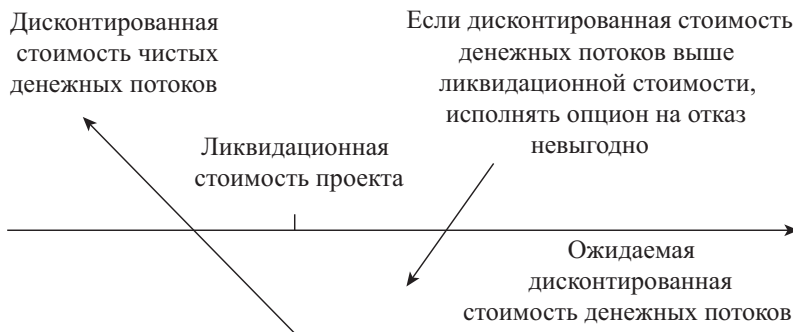 Дисконтированная
стоимость чистых
денежных потоков
Если дисконтированная стоимость
денежных потоков выше
ликвидационной стоимости,
исполнять опцион на отказ
невыгодно
Ликвидационная
стоимость проекта
Ожидаемая
дисконтированная
стоимость денежных потоков